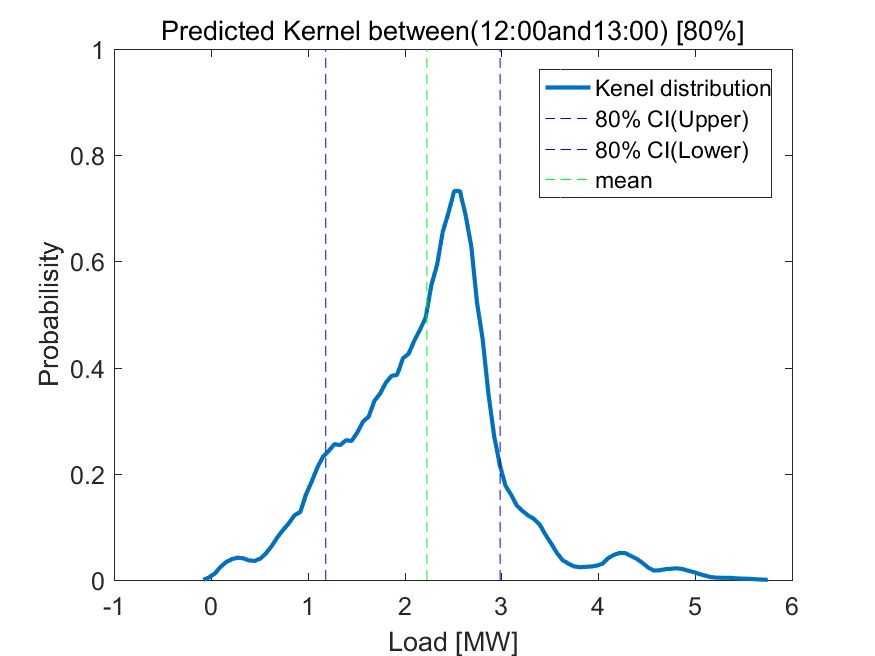 Predicted Kernel between(12:00and13:00) [80%]
1
0.8
0.6
0.4
0.2
0
Probabilisity
-1 0 1 2 3 4 5 6
Load [MW]
Kenel distribution
80% CI(Upper)
80% CI(Lower)
mean